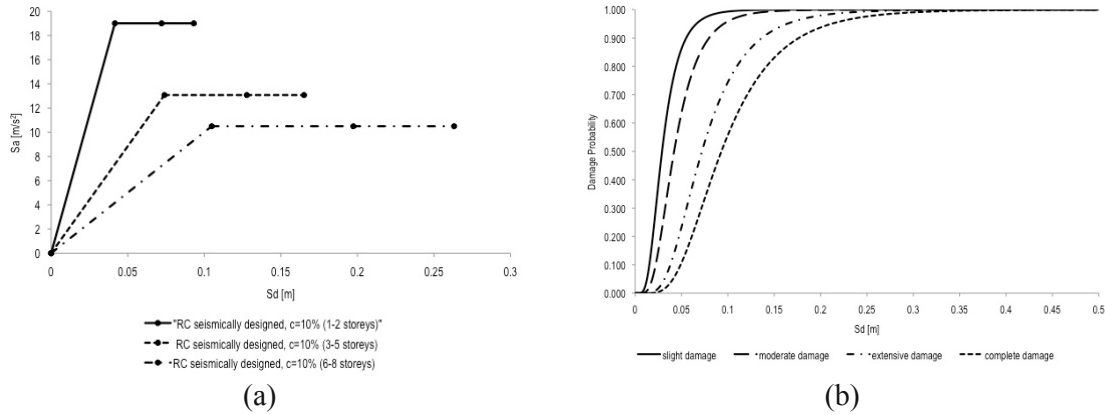 20
18
16
14
12
10
8
6
4
2
0
Sa [m/s²]
0 0.05 0.1 0.15 0.2 0.25 0.3
Sd [m]
"RC seismically designed, c=10% (1-2 storeys)"
RC seismically designed, c=10% (3-5 storeys)
RC seismically designed, c=10% (6-8 storeys)
(a)
1.000
0.900
0.800
0.700
0.600
0.500
0.400
0.300
0.200
0.100
0.000
Damage Probability
0 0.05 0.1 0.15 0.2 0.25 0.3 0.35 0.4 0.45 0.5
Sd [m]
slight damage moderate damage extensive damage complete damage
(b)